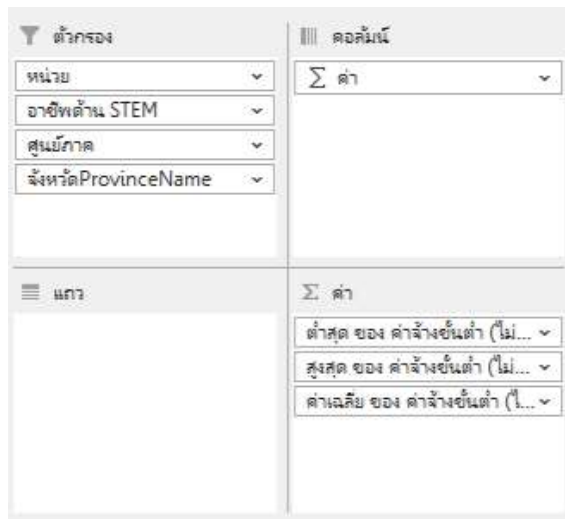 ตัวกรอง
หน่วย
อาชีพด้าน STEM
ศูนย์ภาค
จังหวัดProvinceName
คอลัมน์
Σ ค่า
แถว
Σ ค่า
ต่ำสุด ของ ค่าจ้างขั้นต่ำ (ไม่...
สูงสุด ของ ค่าจ้างขั้นต่ำ (ไม่...
ค่าเฉลี่ย ของ ค่าจ้างขั้นต่ำ (ไ...